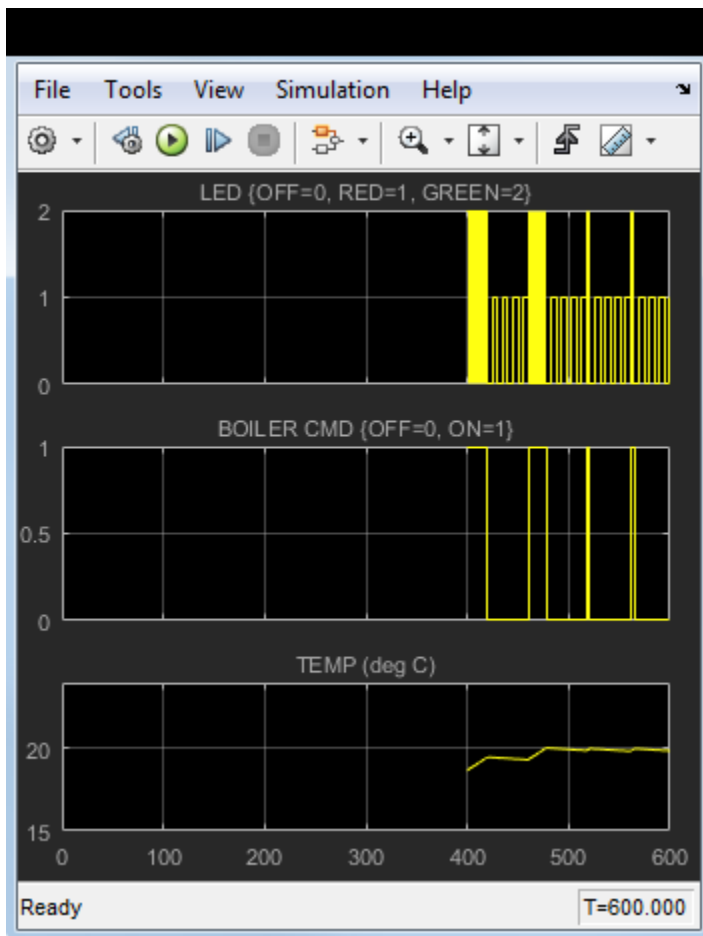 File Tools View Simulation Help
LED {OFF=0, RED=1, GREEN=2}
2
1
0
BOILER CMD {OFF=0, ON=1}
1
0.5
0
TEMP (deg C)
20
15
0 100 200 300 400 500 600
Ready T=600.000